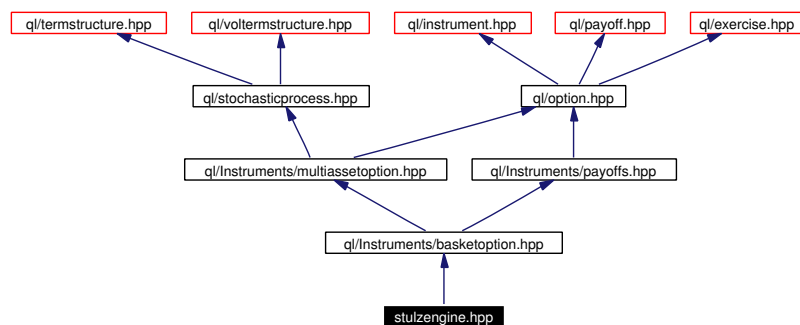 ql/termstructure.hpp
ql/voltermstructure.hpp
ql/instrument.hpp
ql/payoff.hpp
ql/exercise.hpp
ql/stochasticprocess.hpp
ql/option.hpp
ql/Instruments/multiassetoption.hpp
ql/Instruments/payoffs.hpp
ql/Instruments/basketoption.hpp
stulzengine.hpp